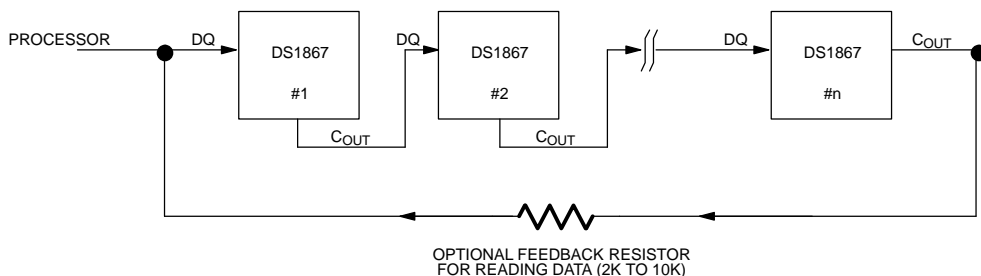 PROCESSOR
DQ
DS1867
#1
COUT
DQ
DS1867
#2
COUT
DQ
DS1867
#n
COUT
OPTIONAL FEEDBACK RESISTOR
FOR READING DATA (2K TO 10K)